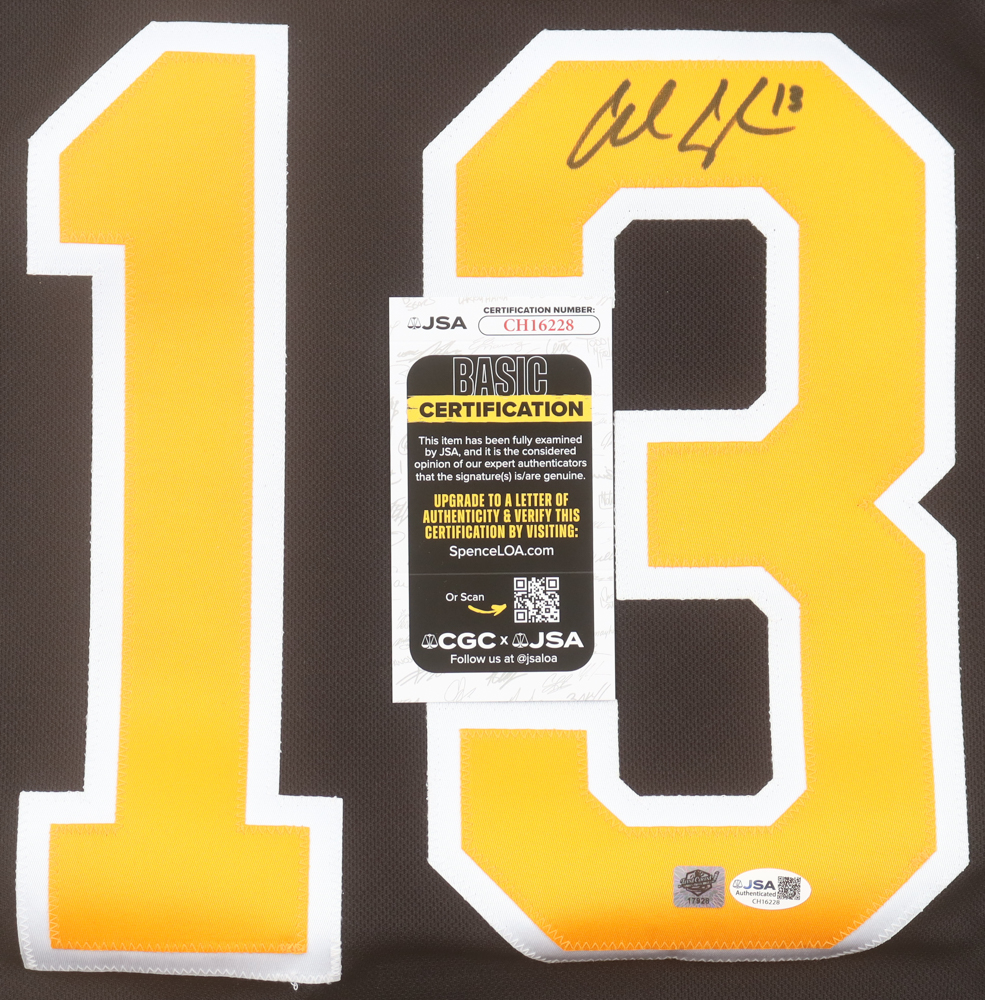 13
13
JSA
CERTIFICATION NUMBER:
CH16228
BASIC
CERTIFICATION
This item has been fully examined
by JSA, and it is the considered
opinion of our expert authenticators
that the signature(s) is/are genuine.
UPGRADE TO A LETTER OF
AUTHENTICITY & VERIFY THIS
CERTIFICATION BY VISITING:
SpenceLOA.com
Or Scan
CGC x JSA
Follow us at @jsaloa
17928
JSA
Authenticated
CH16228